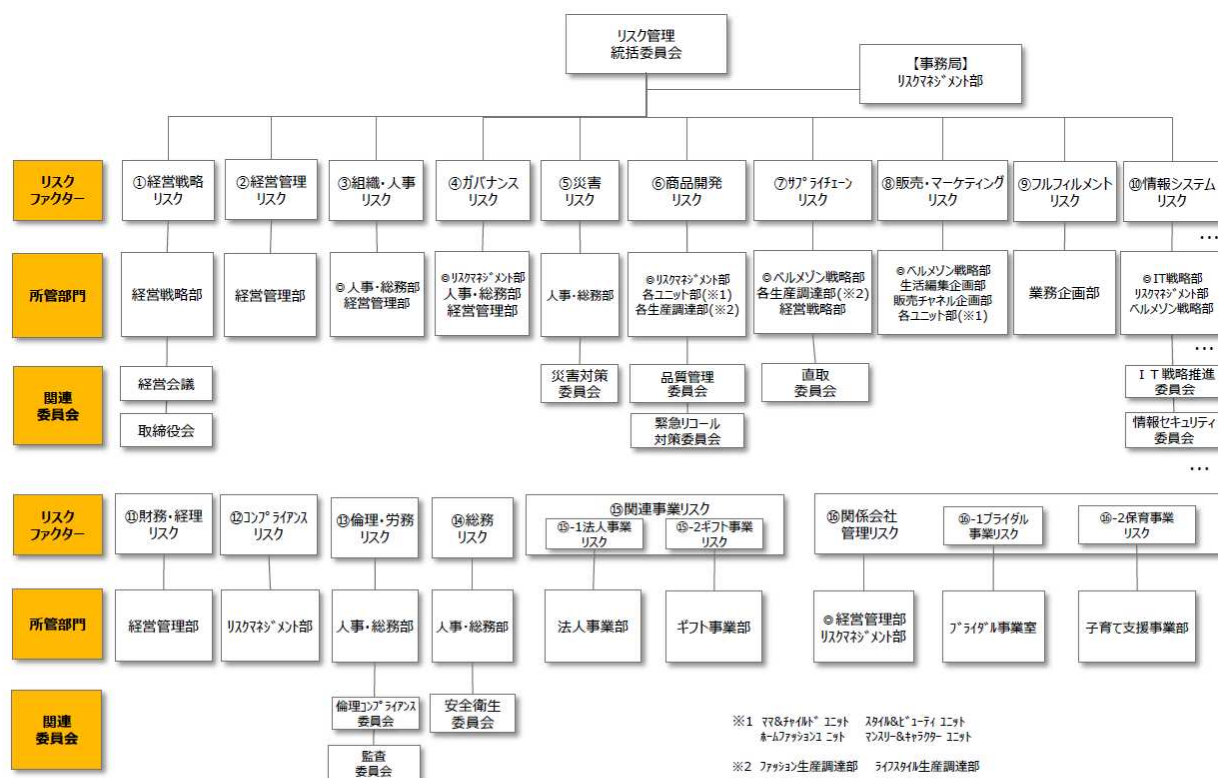 リスク管理
統括委員会
【事務局】
リスクマネジメント部
リスク
ファクター
①経営戦略
リスク
②経営管理
リスク
③組織・人事
リスク
④ガバナンス
リスク
⑤災害
リスク
⑥商品開発
リスク
⑦サプライチェーン
リスク
⑧販売・マーケティング
リスク
⑨フルフィルメント
リスク
⑩情報システム
リスク
…
所管部門
経営戦略部
経営管理部
◎人事・総務部
経営管理部
◎リスクマネジメント部
人事・総務部
経営管理部
人事・総務部
◎リスクマネジメント部
各ユニット部(※1)
各生産調達部(※2)
◎ベルメゾン戦略部
各生産調達部(※2)
経営戦略部
◎ベルメゾン戦略部
生活編集企画部
販売チャネル企画部
各ユニット部(※1)
業務企画部
◎IT戦略部
リスクマネジメント部
ベルメゾン戦略部
…
関連
委員会
経営会議
取締役会
災害対策
委員会
品質管理
委員会
緊急リコール
対策委員会
直取
委員会
ＩＴ戦略推進
委員会
情報セキュリティ
委員会
…
リスク
ファクター
⑪財務・経理
リスク
⑫コンプライアンス
リスク
⑬倫理・労務
リスク
⑭総務
リスク
⑮関連事業リスク
⑮-1法人事業
リスク
⑮-2ギフト事業
リスク
⑯関係会社
管理リスク
⑯-1ブライダル
事業リスク
⑯-2保育事業
リスク
所管部門
経営管理部
リスクマネジメント部
人事・総務部
人事・総務部
法人事業部
ギフト事業部
◎経営管理部
リスクマネジメント部
ブライダル事業室
子育て支援事業部
関連
委員会
倫理コンプライアンス
委員会
監査
委員会
安全衛生
委員会
※1 ママ&チャイルド ユニット スタイル&ビューティ ユニット
ホームファッションユニット マンスリー&キャラクター ユニット
※2 ファッション生産調達部 ライフスタイル生産調達部